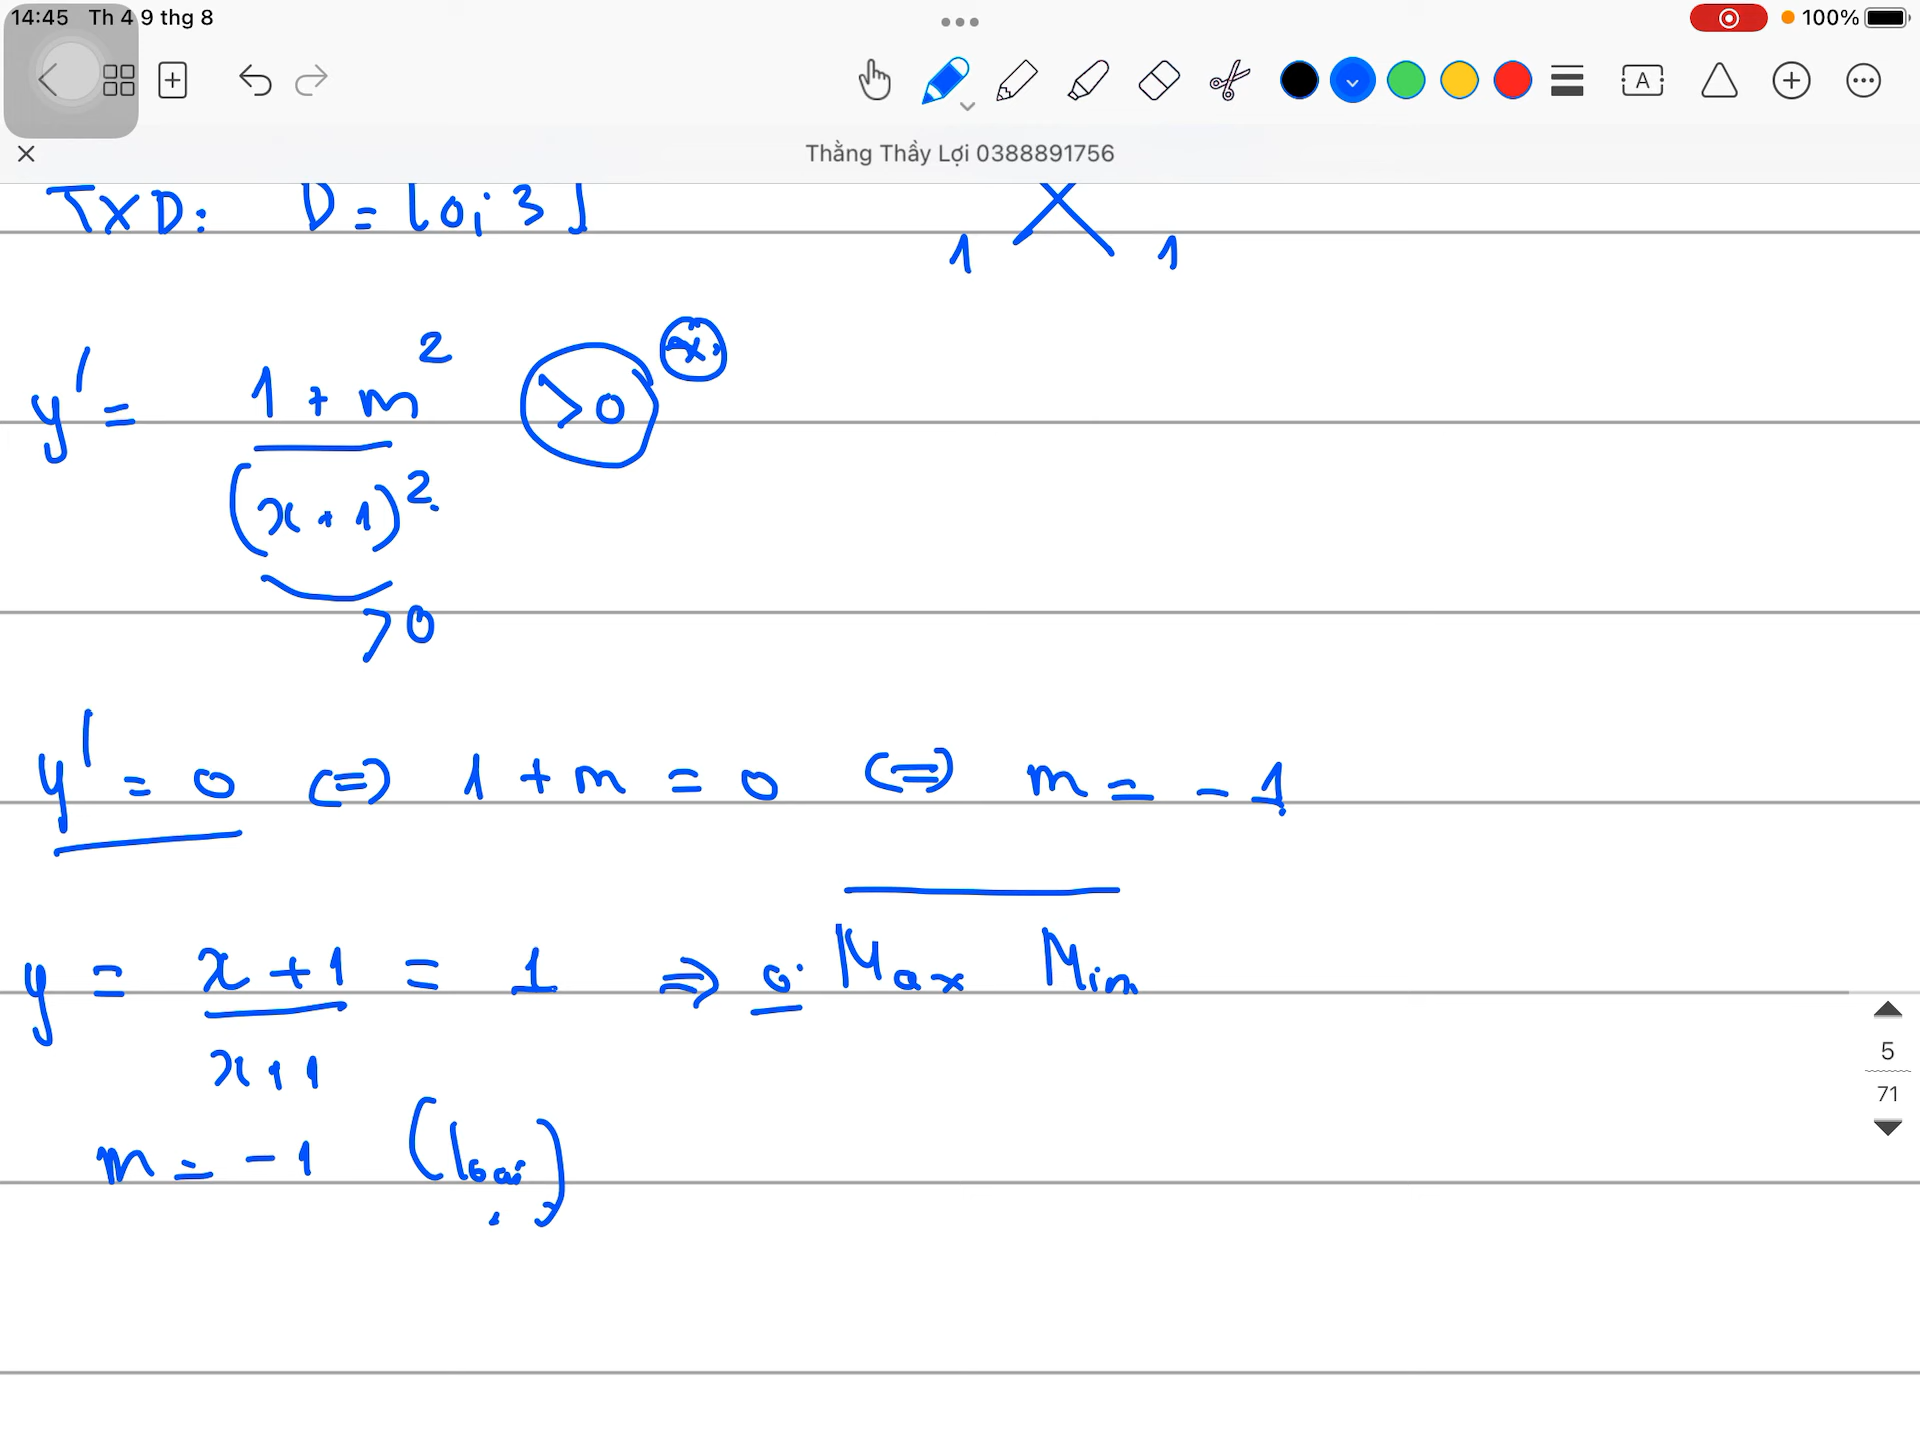 14:45 Th 4 9 thg 8
100%
A
Thằng Thầy Lợi 0388891756
TXD: D = [0; 3]
1 1
y' = 1 + m² > 0 (*)
(x + 1)²
> 0
y' = 0 (=) 1 + m = 0 (=) m = - 1
y = x + 1 = 1 => Max Min
x + 1
m = - 1 (loại)
5
71